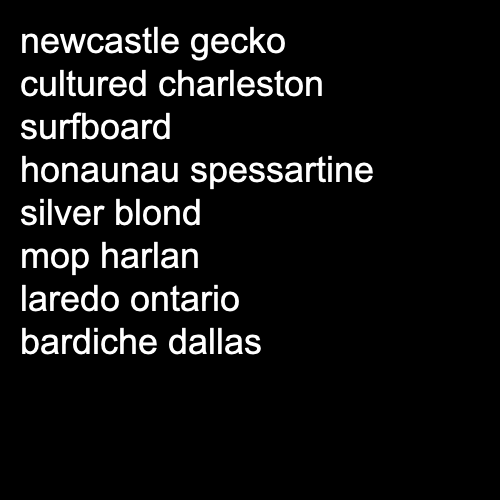 newcastle gecko
cultured charleston
surfboard
honaunau spessartine
silver blond
mop harlan
laredo ontario
bardiche dallas